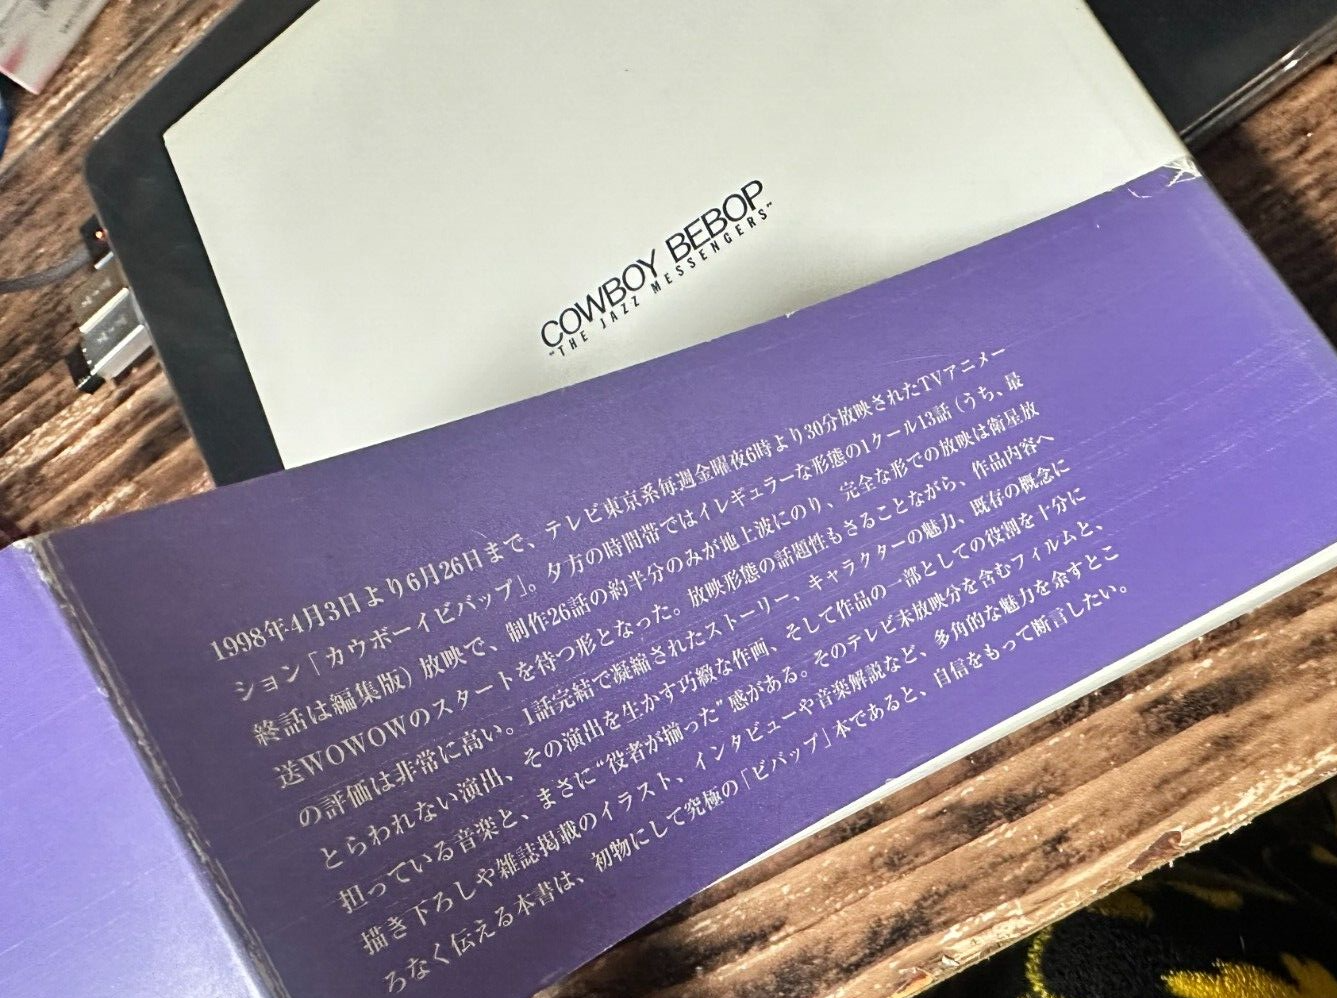 COWBOY BEBOP
"THE JAZZ MESSENGERS"
1998年4月3日より6月26日まで、テレビ東京系毎週金曜夜6時より30分放映されたTVアニメー
ション「カウボーイビバップ」。夕方の時間帯ではイレギュラーな形態の1クール13話（うち、最
終話は編集版）放映で、制作26話の約半分のみが地上波にのり、完全な形での放映は衛星放
送WOWOWのスタートを待つ形となった。放映形態の話題性もさることながら、作品内容へ
の評価は非常に高い。1話完結で凝縮されたストーリー、キャラクターの魅力、既存の概念に
とらわれない演出、その演出を生かす巧緻な作画、そして作品の一部としての役割を十分に
担っている音楽と、まさに“役者が揃った”感がある。そのテレビ未放映分を含むフィルムと、
描き下ろしや雑誌掲載のイラスト、インタビューや音楽解説など、多角的な魅力を余すとこ
ろなく伝える本書は、初物にして究極の「ビバップ」本であると、自信をもって断言したい。